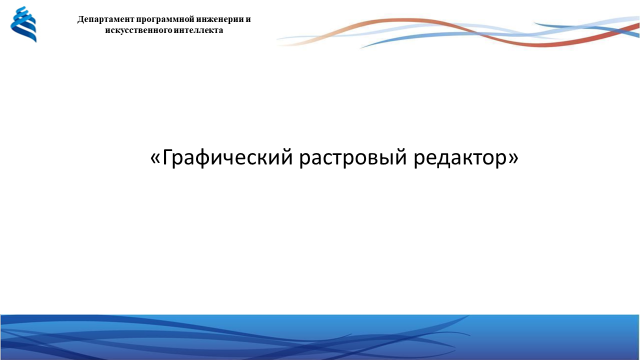 Департамент программной инженерии и
искусственного интеллекта
«Графический растровый редактор»